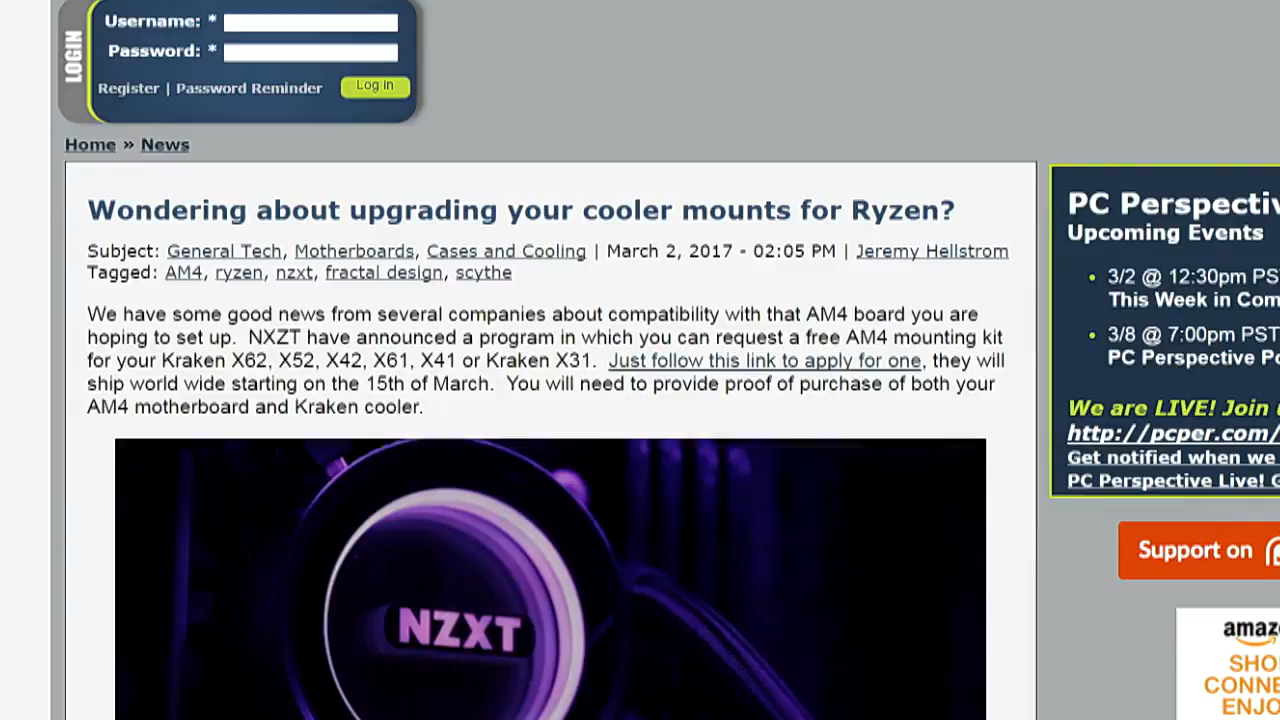 LOGIN
Username: *
Password: *
Register | Password Reminder
Log in
Home » News
Wondering about upgrading your cooler mounts for Ryzen?
Subject: General Tech, Motherboards, Cases and Cooling | March 2, 2017 - 02:05 PM | Jeremy Hellstrom
Tagged: AM4, ryzen, nzxt, fractal design, scythe
We have some good news from several companies about compatibility with that AM4 board you are
hoping to set up. NXZT have announced a program in which you can request a free AM4 mounting kit
for your Kraken X62, X52, X42, X61, X41 or Kraken X31. Just follow this link to apply for one, they will
ship world wide starting on the 15th of March. You will need to provide proof of purchase of both your
AM4 motherboard and Kraken cooler.
NZXT
PC Perspectiv
Upcoming Events
• 3/2 @ 12:30pm PS
This Week in Com
• 3/8 @ 7:00pm PST
PC Perspective Po
We are LIVE! Join
http://pcper.com/
Get notified when we
PC Perspective Live! G
Support on
amaz
SHO
CONNE
ENJO